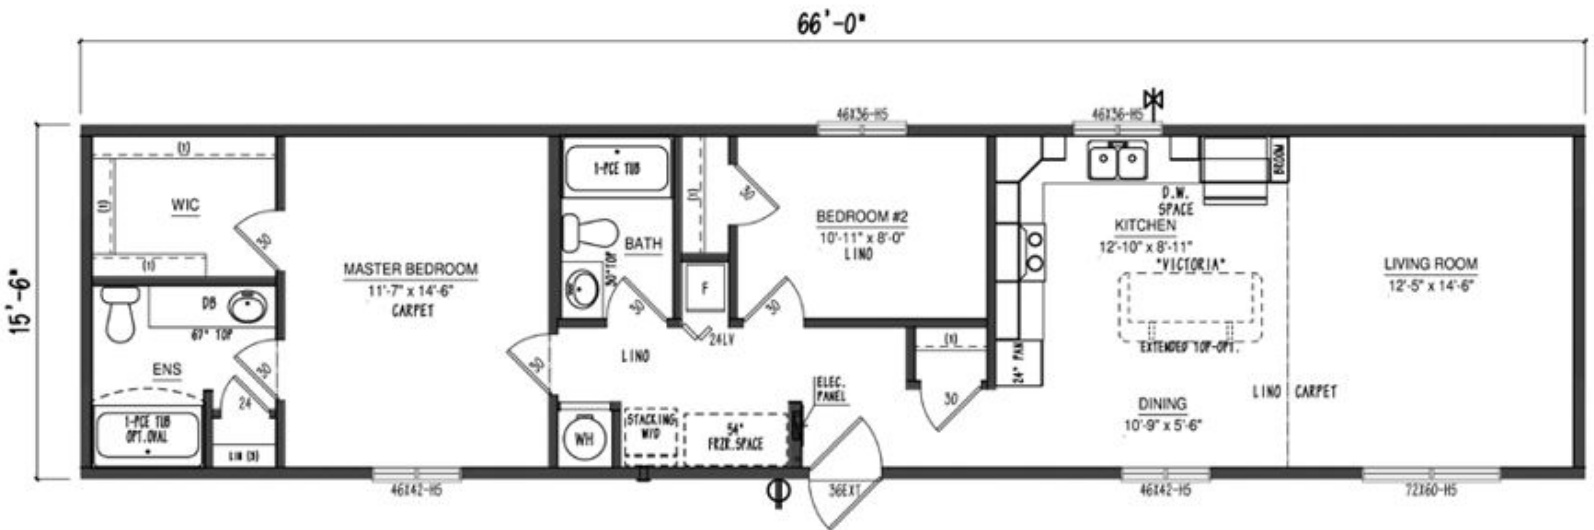 66'-0"
15'-6"
46X36-H5
46X36-H5
(1)
(1)
WIC
(1)
30
MASTER BEDROOM
11'-7" x 14'-6"
CARPET
DB
67" TOP
ENS
30
24
1-PCE TUB
OPT.OVAL
LIN (3)
46X42-H5
1-PCE TUB
BATH
30"TOP
30
30
LINO
(1)
F
24LV
30
BEDROOM #2
10'-11" x 8'-0"
LINO
30
WH
STACKING
W/D
54"
FRZR.SPACE
ELEC.
PANEL
36EXT
(1)
30
24" PAN
BROOM
D.W.
SPACE
KITCHEN
12'-10" x 8'-11"
"VICTORIA"
EXTENDED TOP-OPT.
DINING
10'-9" x 5'-6"
LINO CARPET
46X42-H5
LIVING ROOM
12'-5" x 14'-6"
72X60-H5